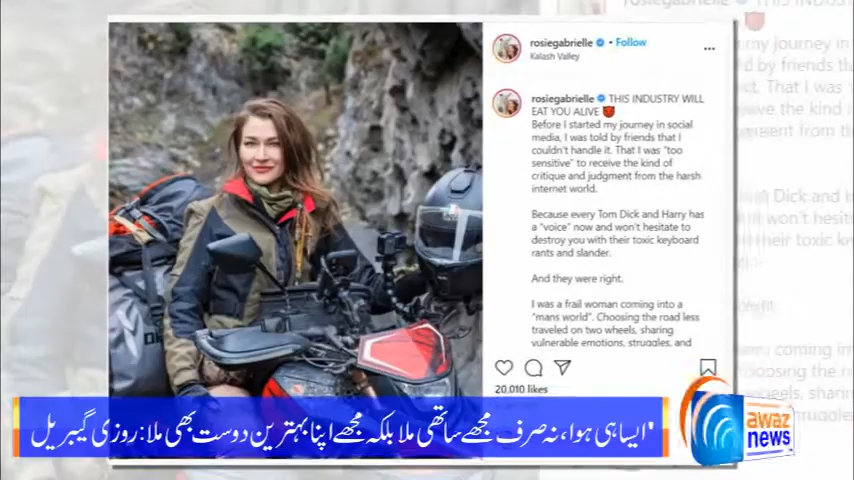 rosiegabrielle • Follow
Kalash Valley
rosiegabrielle THIS INDUSTRY WILL
EAT YOU ALIVE
Before I started my journey in social
media, I was told by friends that I
couldn't handle it. That I was "too
sensitive" to receive the kind of
critique and judgment from the harsh
internet world.
Because every Tom Dick and Harry has
a "voice" now and won't hesitate to
destroy you with their toxic keyboard
rants and slander.
And they were right.
I was a frail woman coming into a
"mans world". Choosing the road less
traveled on two wheels, sharing
vulnerable emotions, struggles, and
20,010 likes
'ایسا ہی ہوا، نہ صرف مجھے ساتھی ملا بلکہ مجھے اپنا بہترین دوست بھی ملا: روزی گیبریل
awaz
news